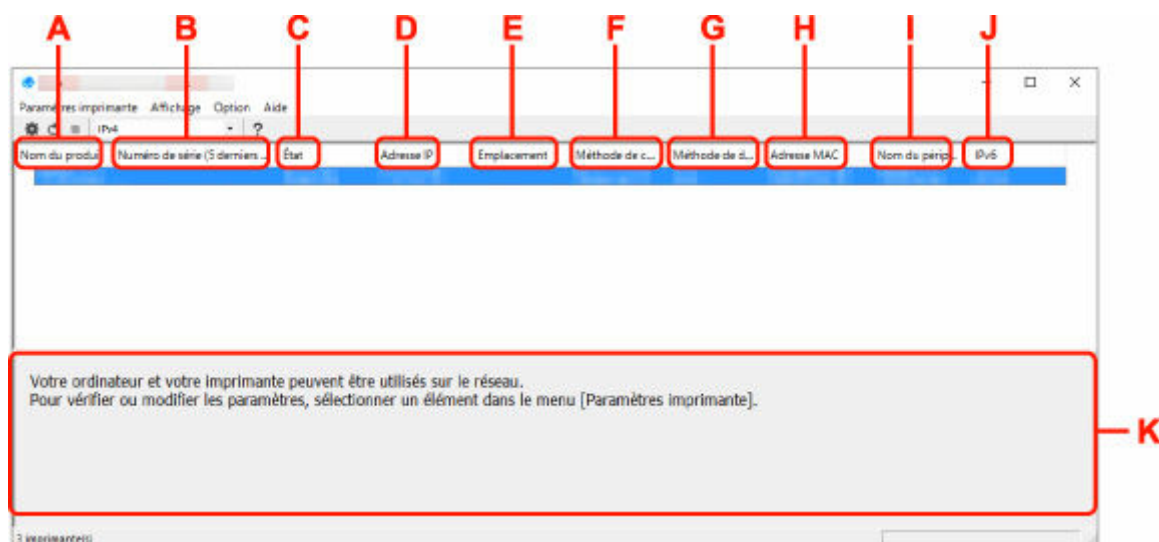 A B C D E F G H I J
Paramètres imprimante Affichage Option Aide
IPv4 ?
Nom du produi Numéro de série (5 derniers ... État Adresse IP Emplacement Méthode de c... Méthode de d... Adresse MAC Nom du périp... IPv6
Votre ordinateur et votre imprimante peuvent être utilisés sur le réseau.
Pour vérifier ou modifier les paramètres, sélectionner un élément dans le menu [Paramètres imprimante].
K
3 imprimante(s)